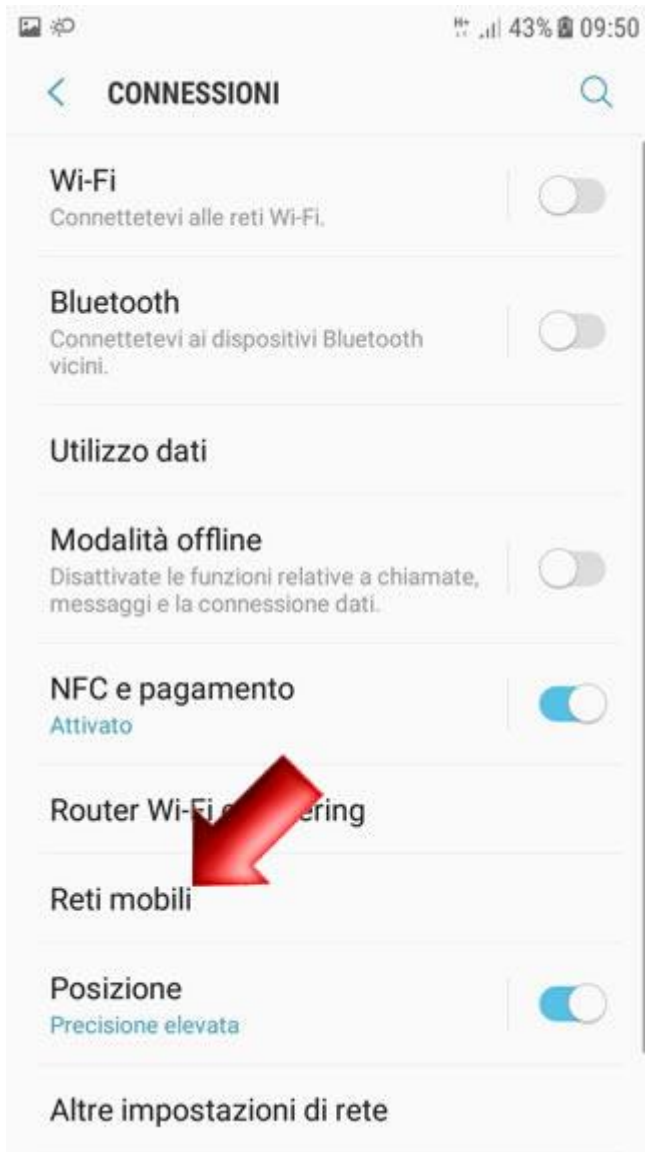 H+ 43% 09:50
CONNESSIONI
Wi-Fi
Connettetevi alle reti Wi-Fi.
Bluetooth
Connettetevi ai dispositivi Bluetooth
vicini.
Utilizzo dati
Modalità offline
Disattivate le funzioni relative a chiamate,
messaggi e la connessione dati.
NFC e pagamento
Attivato
Router Wi-Fi
Reti mobili
Posizione
Precisione elevata
Altre impostazioni di rete